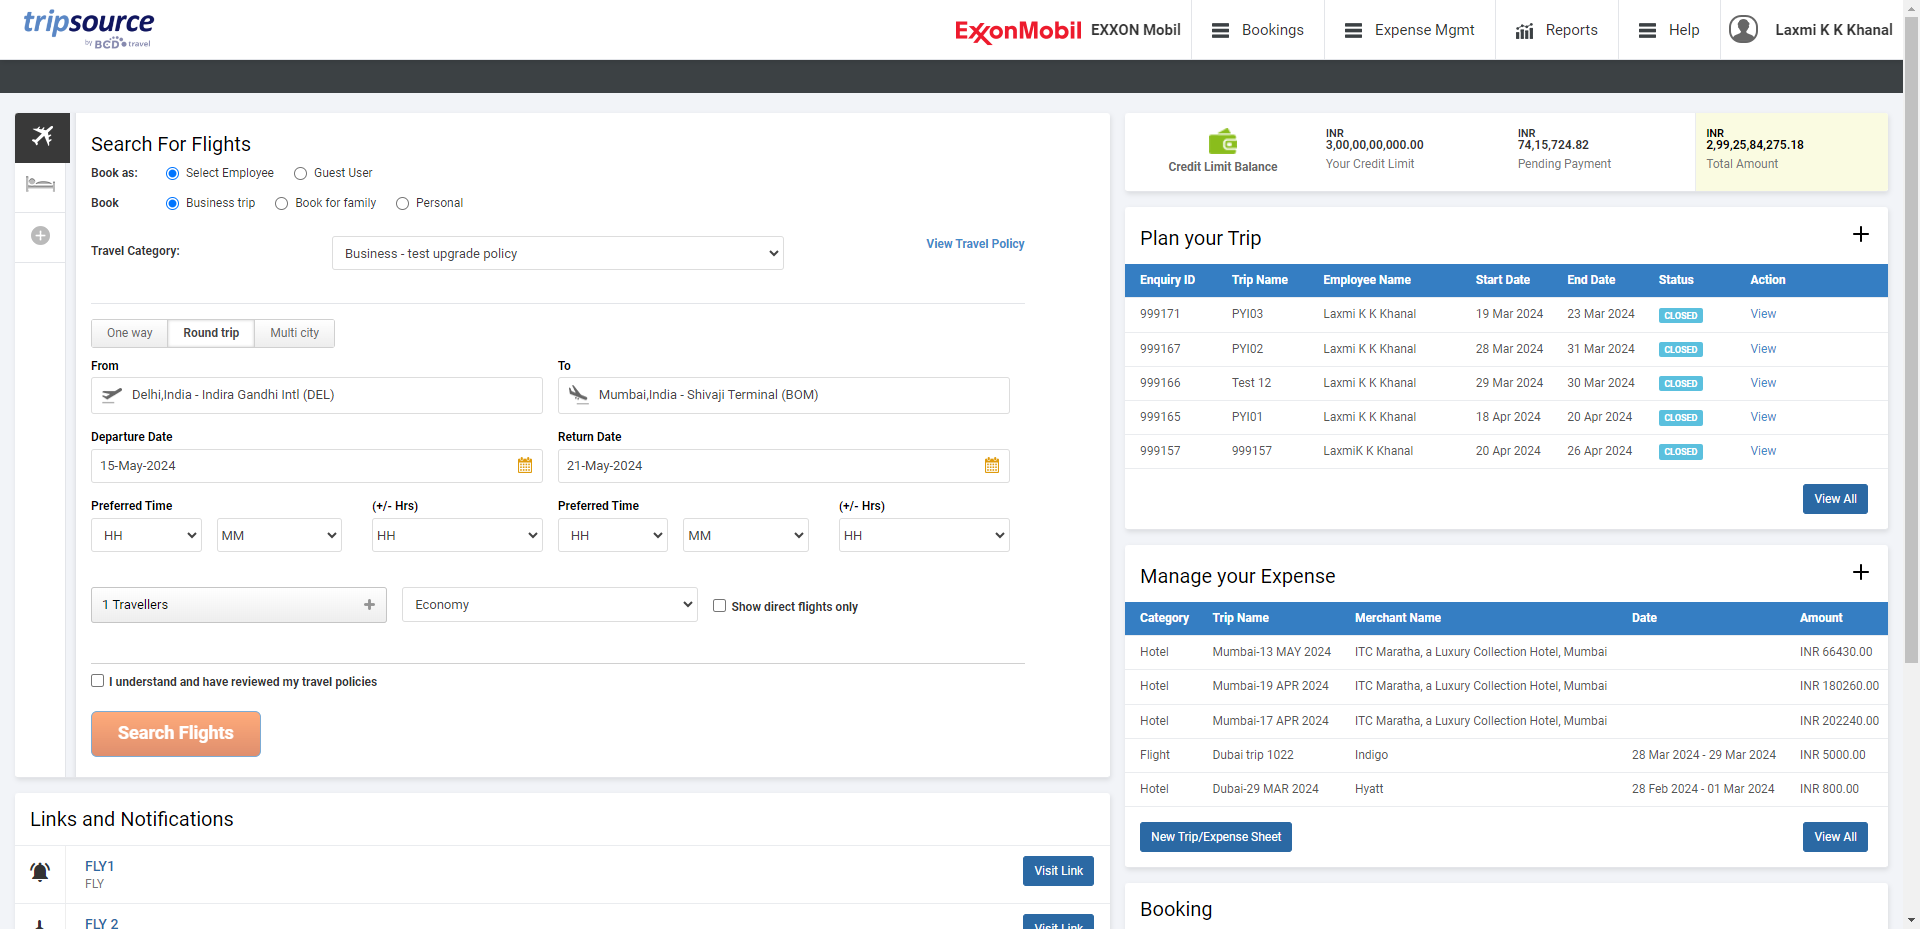 tripsource
by BCD travel
ExxonMobil EXXON Mobil
Bookings
Expense Mgmt
Reports
Help
Laxmi K K Khanal
Search For Flights
Book as: Select Employee Guest User
Book Business trip Book for family Personal
Travel Category: Business - test upgrade policy View Travel Policy
One way Round trip Multi city
From To
Delhi,India - Indira Gandhi Intl (DEL) Mumbai,India - Shivaji Terminal (BOM)
Departure Date Return Date
15-May-2024 21-May-2024
Preferred Time (+/- Hrs) Preferred Time (+/- Hrs)
HH MM HH HH MM HH
1 Travellers Economy Show direct flights only
I understand and have reviewed my travel policies
Search Flights
Links and Notifications
FLY1
FLY
Visit Link
FLY 2
Visit Link
Credit Limit Balance
INR
3,00,00,00,000.00
Your Credit Limit
INR
74,15,724.82
Pending Payment
INR
2,99,25,84,275.18
Total Amount
Plan your Trip
Enquiry ID Trip Name Employee Name Start Date End Date Status Action
999171 PYI03 Laxmi K K Khanal 19 Mar 2024 23 Mar 2024 CLOSED View
999167 PYI02 Laxmi K K Khanal 28 Mar 2024 31 Mar 2024 CLOSED View
999166 Test 12 Laxmi K K Khanal 29 Mar 2024 30 Mar 2024 CLOSED View
999165 PYI01 Laxmi K K Khanal 18 Apr 2024 20 Apr 2024 CLOSED View
999157 999157 LaxmiK K Khanal 20 Apr 2024 26 Apr 2024 CLOSED View
View All
Manage your Expense
Category Trip Name Merchant Name Date Amount
Hotel Mumbai-13 MAY 2024 ITC Maratha, a Luxury Collection Hotel, Mumbai INR 66430.00
Hotel Mumbai-19 APR 2024 ITC Maratha, a Luxury Collection Hotel, Mumbai INR 180260.00
Hotel Mumbai-17 APR 2024 ITC Maratha, a Luxury Collection Hotel, Mumbai INR 202240.00
Flight Dubai trip 1022 Indigo 28 Mar 2024 - 29 Mar 2024 INR 5000.00
Hotel Dubai-29 MAR 2024 Hyatt 28 Feb 2024 - 01 Mar 2024 INR 800.00
New Trip/Expense Sheet View All
Booking